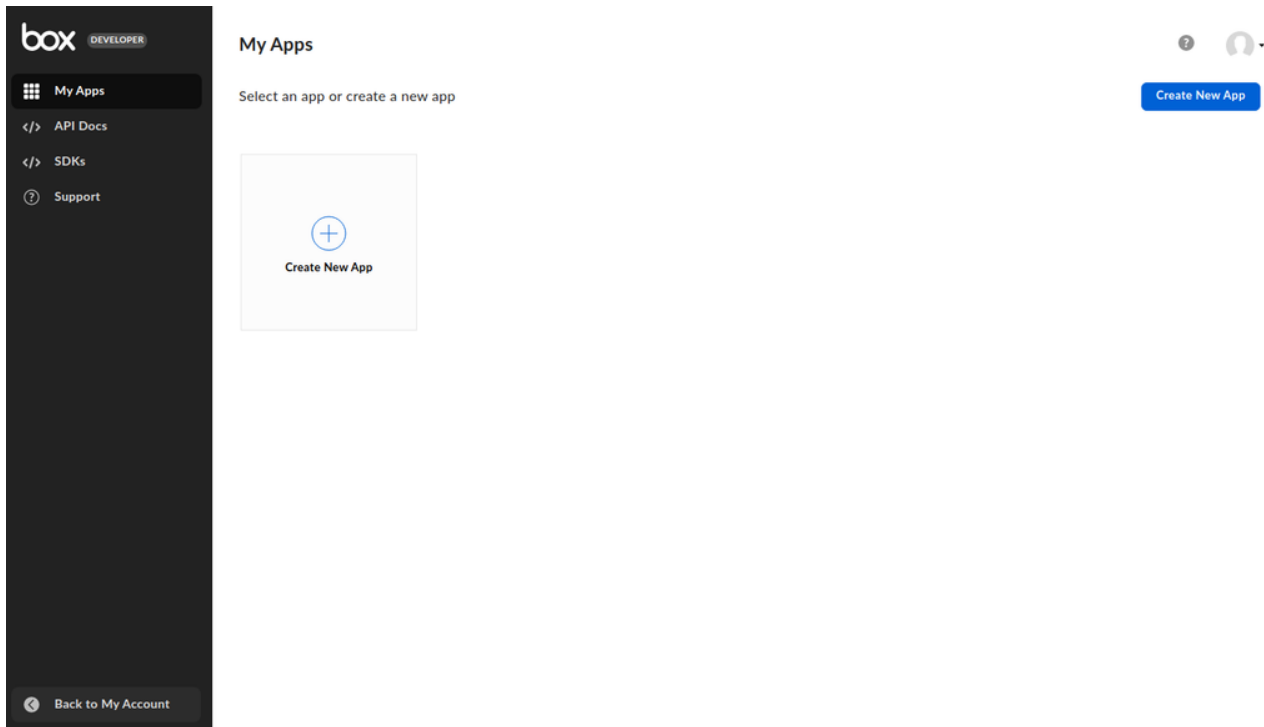 box DEVELOPER
My Apps
API Docs
SDKs
Support
Back to My Account
My Apps
?
Select an app or create a new app
Create New App
Create New App